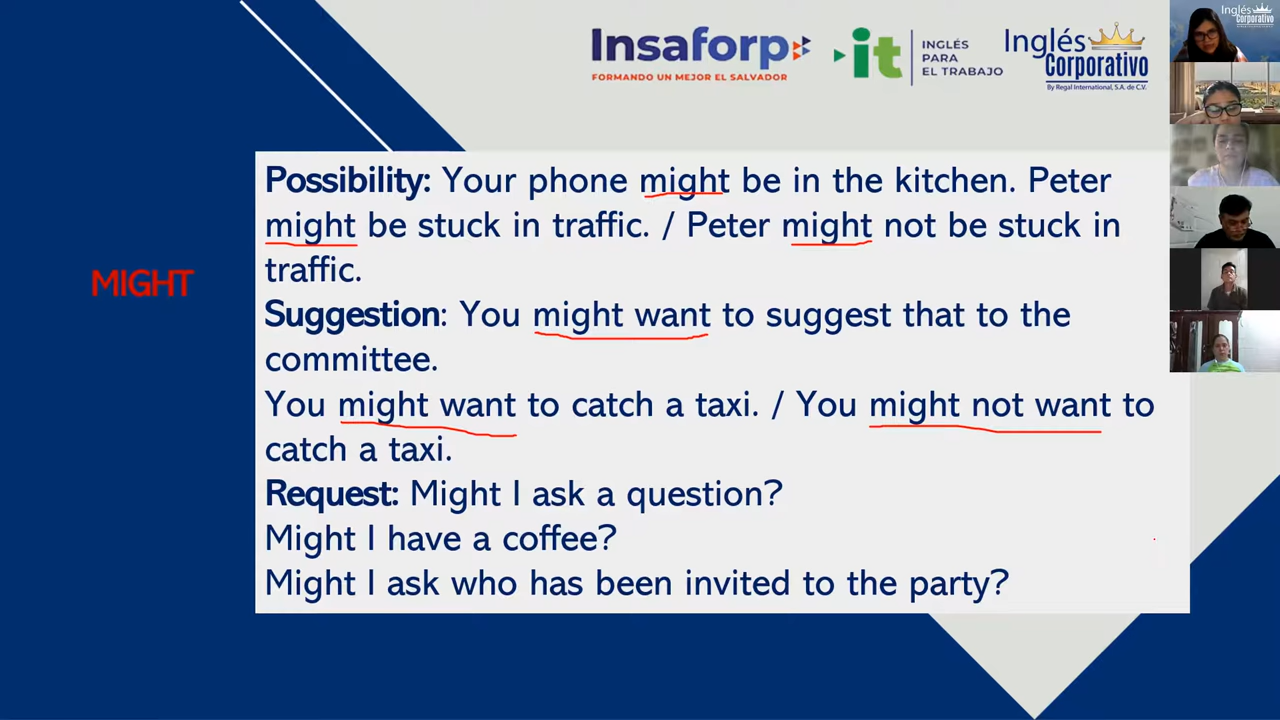 Insaforp
FORMANDO UN MEJOR EL SALVADOR
it
INGLÉS
PARA
EL TRABAJO
Inglés
Corporativo
By Regal International, S.A. de C.V.
Inglés
Corporativo
MIGHT
Possibility: Your phone might be in the kitchen. Peter
might be stuck in traffic. / Peter might not be stuck in
traffic.
Suggestion: You might want to suggest that to the
committee.
You might want to catch a taxi. / You might not want to
catch a taxi.
Request: Might I ask a question?
Might I have a coffee?
Might I ask who has been invited to the party?